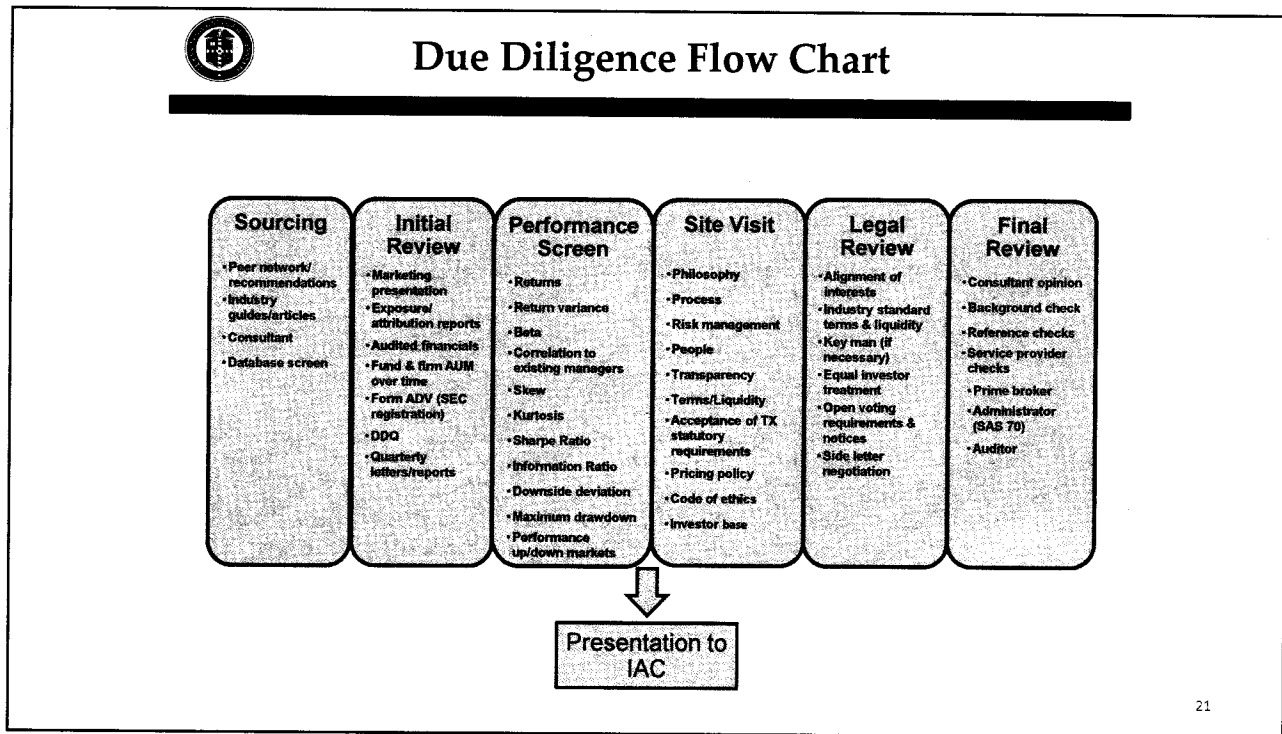 Due Diligence Flow Chart
Sourcing
•Peer network/
recommendations
•Industry
guides/articles
•Consultant
•Database screen
Initial
Review
•Marketing
presentation
•Exposure/
attribution reports
•Audited financials
•Fund & firm AUM
over time
•Form ADV (SEC
registration)
•DDQ
•Quarterly
letters/reports
Performance
Screen
•Returns
•Return variance
•Beta
•Correlation to
existing managers
•Skew
•Kurtosis
•Sharpe Ratio
•Information Ratio
•Downside deviation
•Maximum drawdown
•Performance
up/down markets
Site Visit
•Philosophy
•Process
•Risk management
•People
•Transparency
•Terms/Liquidity
•Acceptance of TX
statutory
requirements
•Pricing policy
•Code of ethics
•Investor base
Legal
Review
•Alignment of
interests
•Industry standard
terms & liquidity
•Key man (if
necessary)
•Equal investor
treatment
•Open voting
requirements &
notices
•Side letter
negotiation
Final
Review
•Consultant opinion
•Background check
•Reference checks
•Service provider
checks
•Prime broker
•Administrator
(SAS 70)
•Auditor
Presentation to
IAC
21